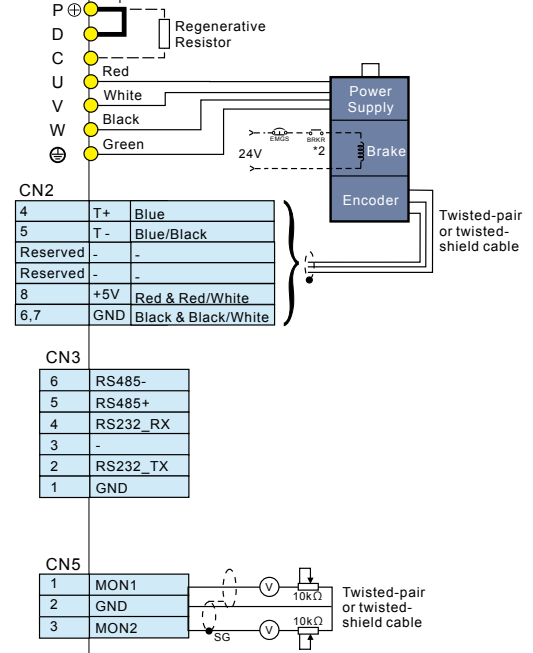 P ⊕
D
C
Regenerative
Resistor
U Red
V White
W Black
Green
Power
Supply
EMGS BRKR
24V *2 Brake
Encoder
Twisted-pair
or twisted-
shield cable
CN2
4 T+ Blue
5 T - Blue/Black
Reserved - -
Reserved - -
8 +5V Red & Red/White
6,7 GND Black & Black/White
CN3
6 RS485-
5 RS485+
4 RS232_RX
3 -
2 RS232_TX
1 GND
CN5
1 MON1
2 GND
3 MON2
V 10kΩ
V 10kΩ
SG
Twisted-pair
or twisted-
shield cable